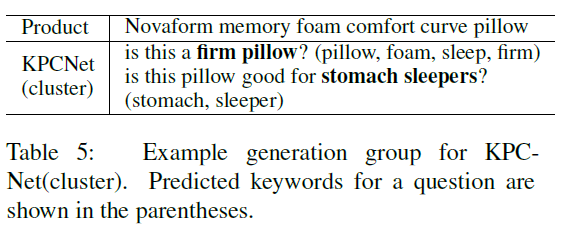 Product Novaform memory foam comfort curve pillow
KPCNet (cluster) is this a firm pillow? (pillow, foam, sleep, firm)
is this pillow good for stomach sleepers?
(stomach, sleeper)
Table 5: Example generation group for KPC-
Net(cluster). Predicted keywords for a question are
shown in the parentheses.